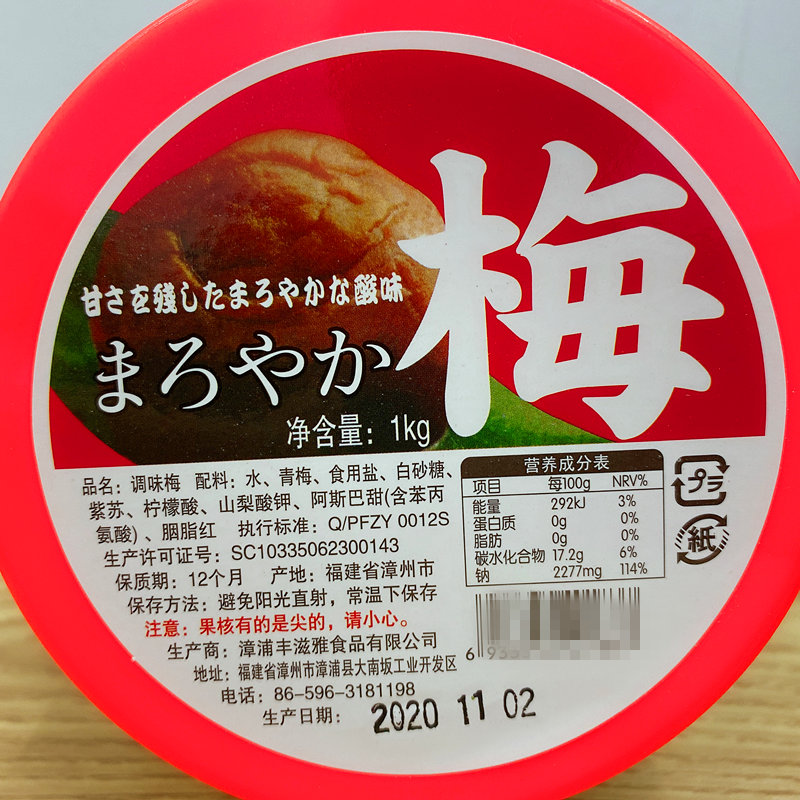 梅
甘さを残したまろやかな酸味
まろやか
净含量：1kg
品名：调味梅 配料：水、青梅、食用盐、白砂糖、
紫苏、柠檬酸、山梨酸钾、阿斯巴甜(含苯丙
氨酸)、胭脂红 执行标准：Q/PFZY 0012S
生产许可证号：SC10335062300143
保质期：12个月 产地：福建省漳州市
保存方法：避免阳光直射，常温下保存
注意：果核有的是尖的，请小心。
生产商：漳浦丰滋雅食品有限公司
地址：福建省漳州市漳浦县大南坂工业开发区
电话：86-596-3181198
生产日期：2020 11 02
营养成分表
项目 每100g NRV%
能量 292kJ 3%
蛋白质 0g 0%
脂肪 0g 0%
碳水化合物 17.2g 6%
钠 2277mg 114%
プラ
紙